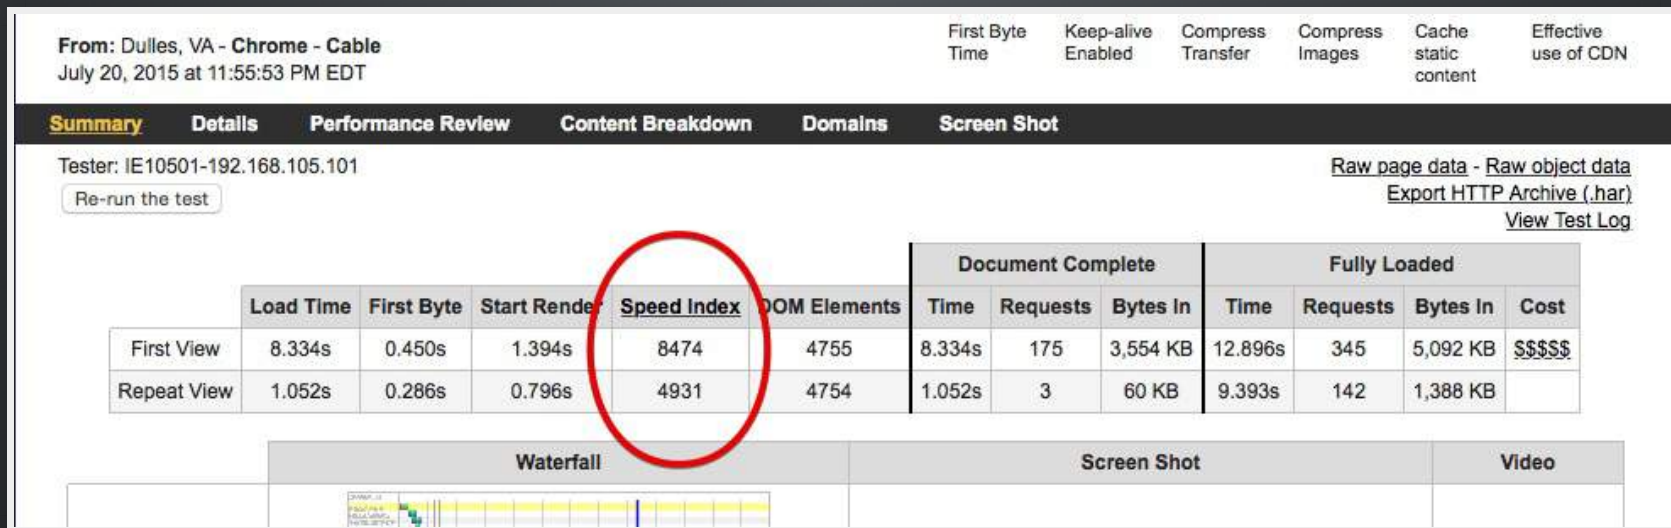 From: Dulles, VA - Chrome - Cable
July 20, 2015 at 11:55:53 PM EDT
First Byte Time
Keep-alive Enabled
Compress Transfer
Compress Images
Cache static content
Effective use of CDN
Summary Details Performance Review Content Breakdown Domains Screen Shot
Tester: IE10501-192.168.105.101
Re-run the test
Raw page data - Raw object data
Export HTTP Archive (.har)
View Test Log
Document Complete Fully Loaded
Load Time First Byte Start Render Speed Index DOM Elements Time Requests Bytes In Time Requests Bytes In Cost
First View 8.334s 0.450s 1.394s 8474 4755 8.334s 175 3,554 KB 12.896s 345 5,092 KB $$$$$
Repeat View 1.052s 0.286s 0.796s 4931 4754 1.052s 3 60 KB 9.393s 142 1,388 KB
Waterfall Screen Shot Video